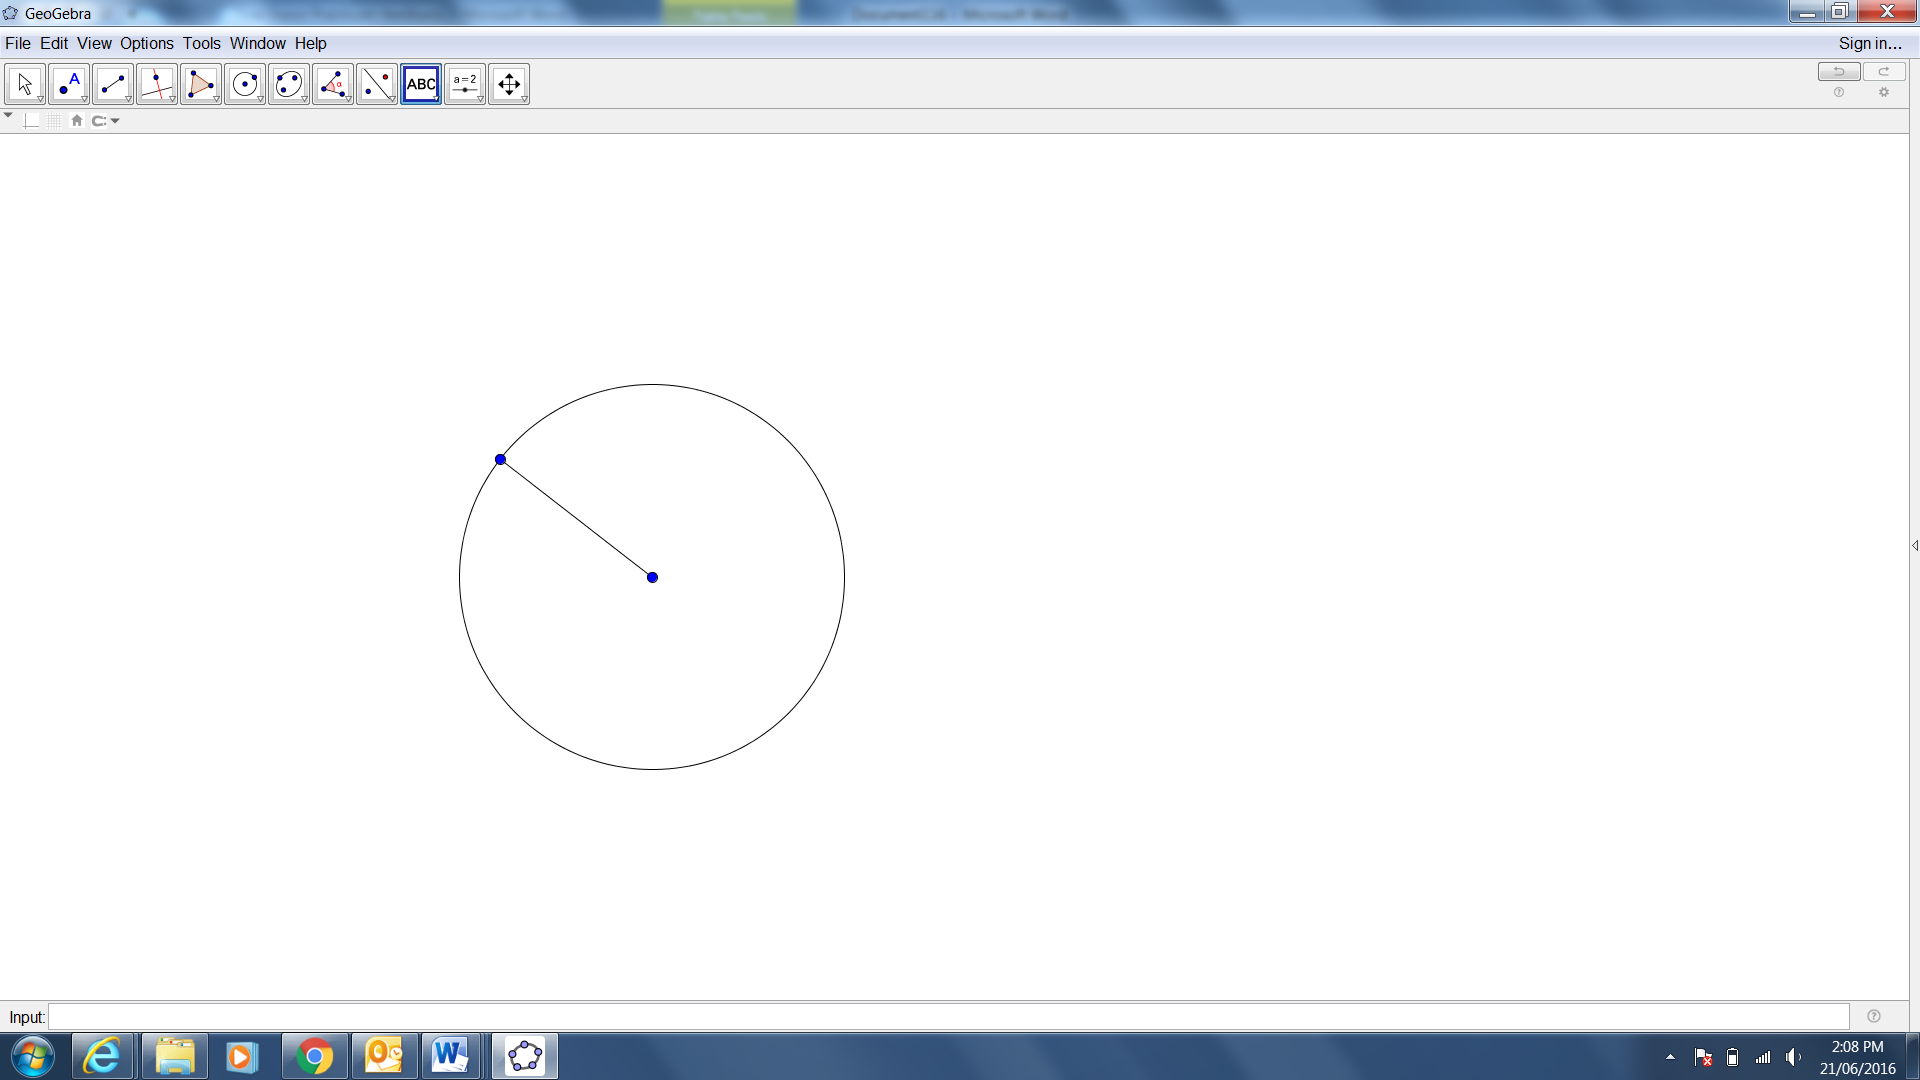 GeoGebra
File Edit View Options Tools Window Help
Sign in...
A
α
ABC
a=2
Input:
2:08 PM
21/06/2016